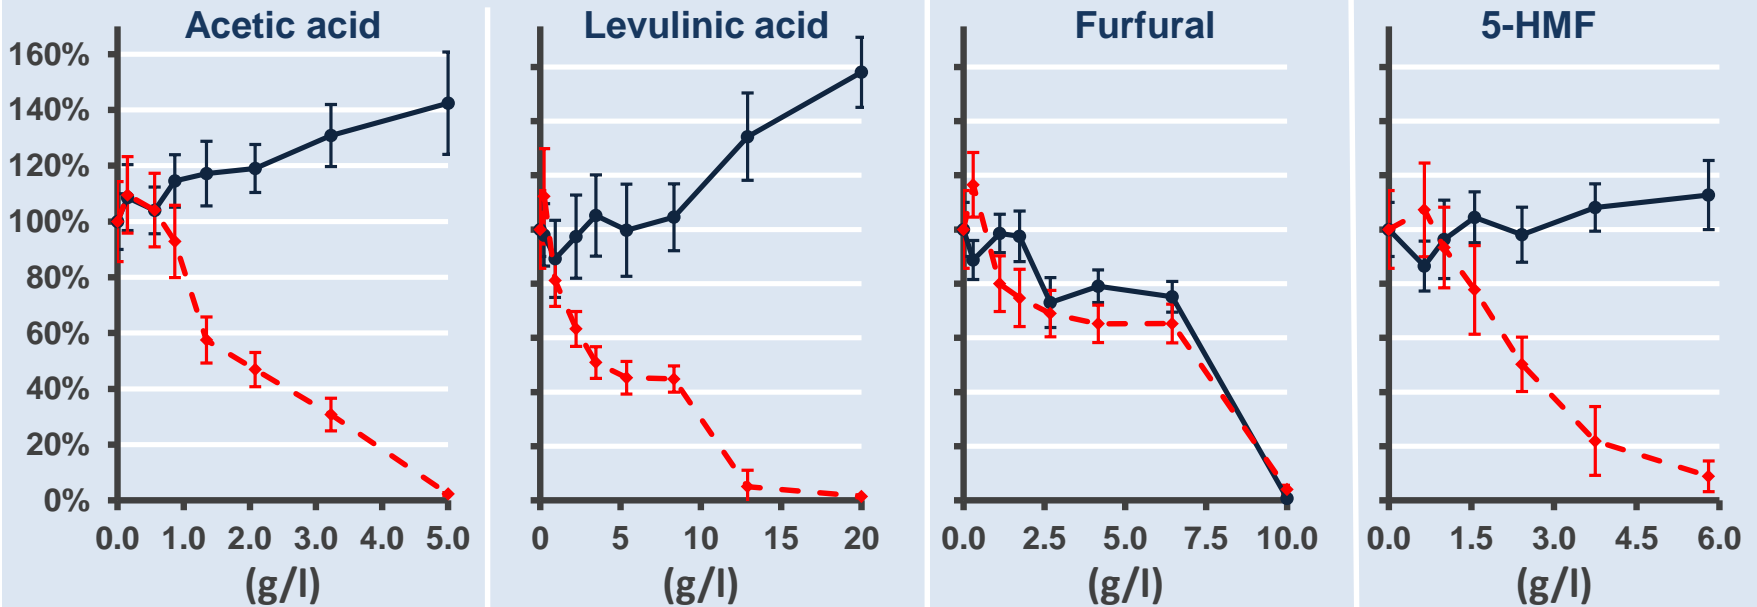 Acetic acid
Levulinic acid
Furfural
5-HMF
160%
140%
120%
100%
80%
60%
40%
20%
0%
0.0 1.0 2.0 3.0 4.0 5.0
0 5 10 15 20
0.0 2.5 5.0 7.5 10.0
0.0 1.5 3.0 4.5 6.0
(g/l)
(g/l)
(g/l)
(g/l)